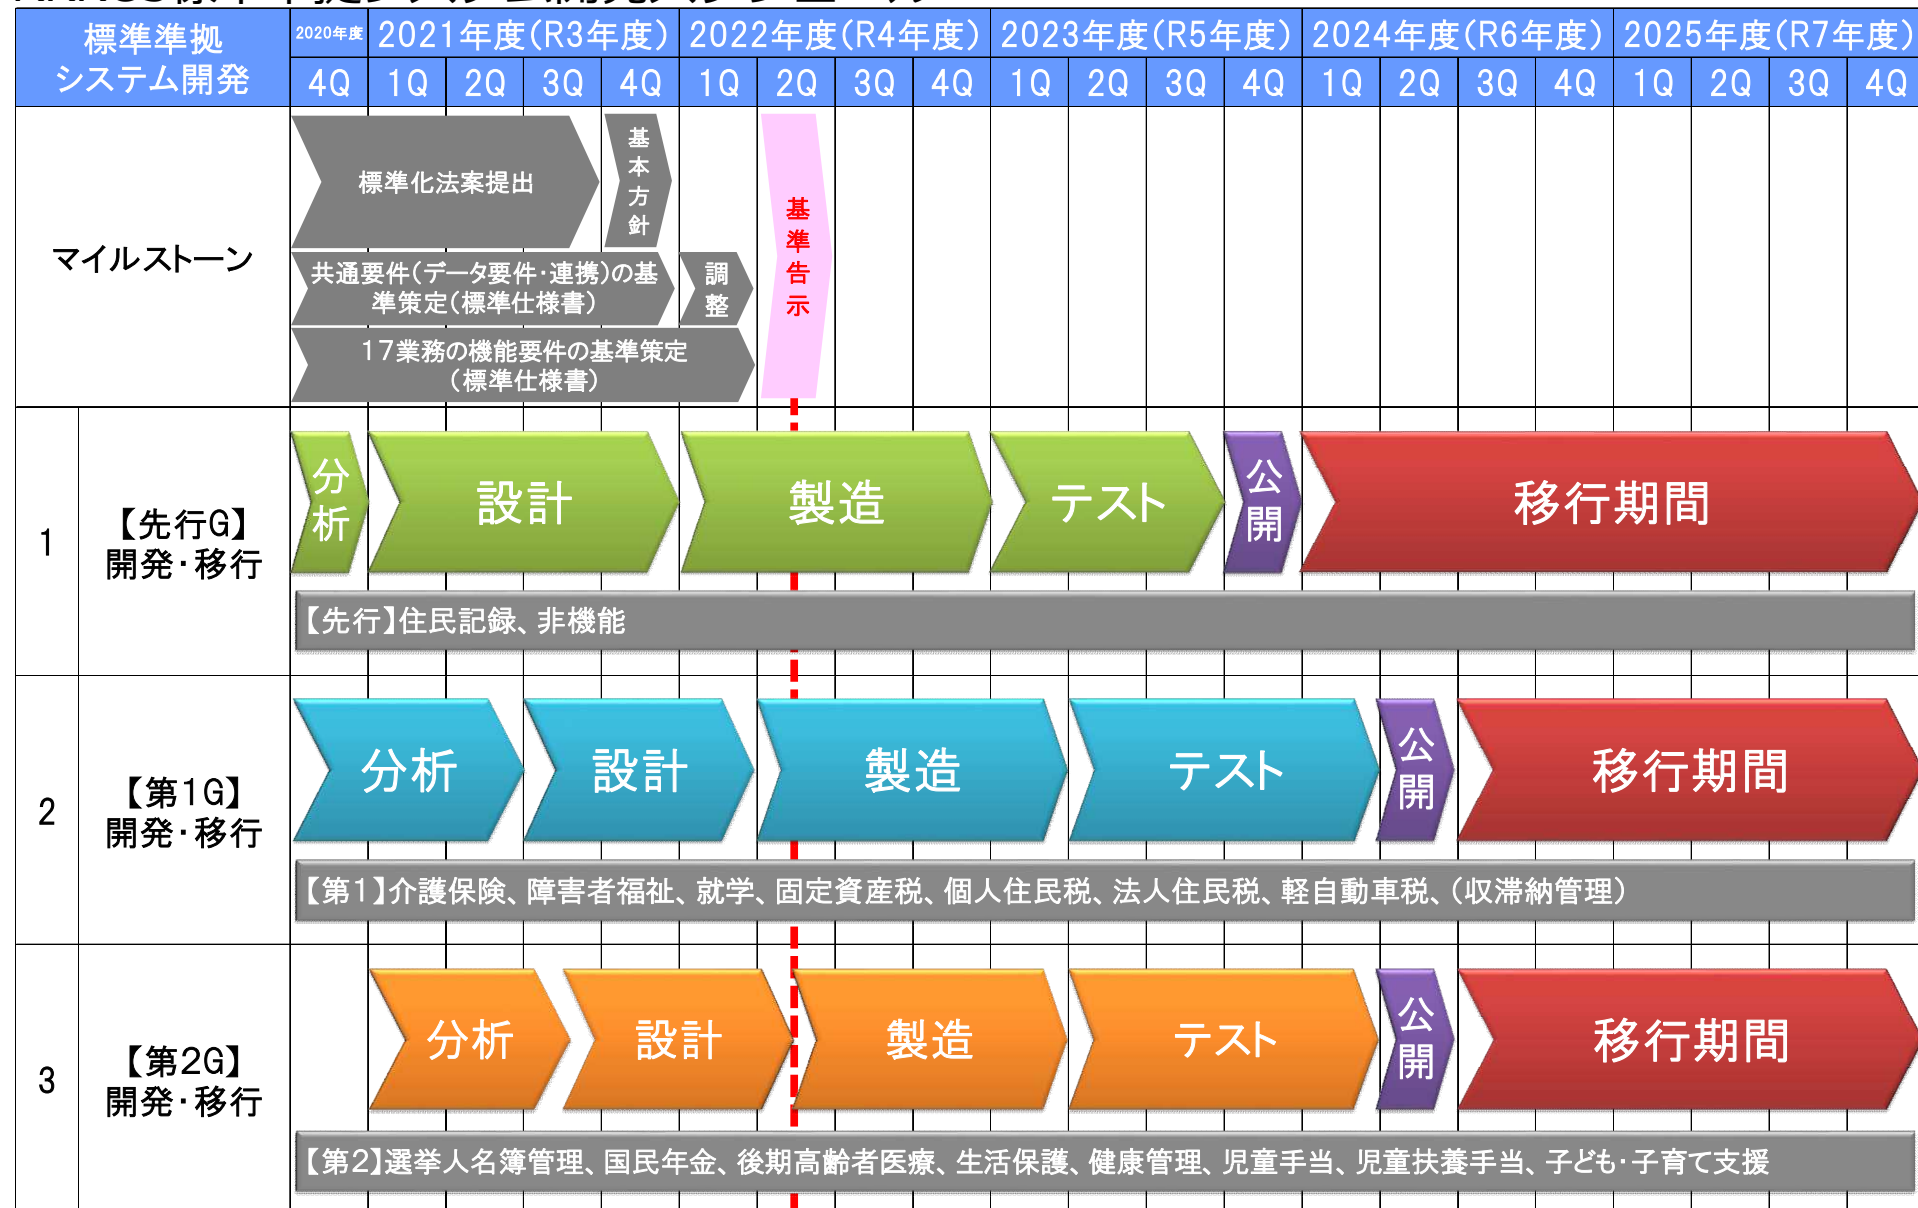 標準準拠
システム開発
2020年度 2021年度(R3年度) 2022年度(R4年度) 2023年度(R5年度) 2024年度(R6年度) 2025年度(R7年度)
4Q 1Q 2Q 3Q 4Q 1Q 2Q 3Q 4Q 1Q 2Q 3Q 4Q 1Q 2Q 3Q 4Q 1Q 2Q 3Q 4Q
マイルストーン
標準化法案提出
基本方針
共通要件(データ要件・連携)の基
準策定(標準仕様書)
調整
17業務の機能要件の基準策定
(標準仕様書)
基準告示
1
【先行G】
開発・移行
分析
設計
製造
テスト
公開
移行期間
【先行】住民記録、非機能
2
【第1G】
開発・移行
分析
設計
製造
テスト
公開
移行期間
【第1】介護保険、障害者福祉、就学、固定資産税、個人住民税、法人住民税、軽自動車税、(収滞納管理)
3
【第2G】
開発・移行
分析
設計
製造
テスト
公開
移行期間
【第2】選挙人名簿管理、国民年金、後期高齢者医療、生活保護、健康管理、児童手当、児童扶養手当、子ども・子育て支援